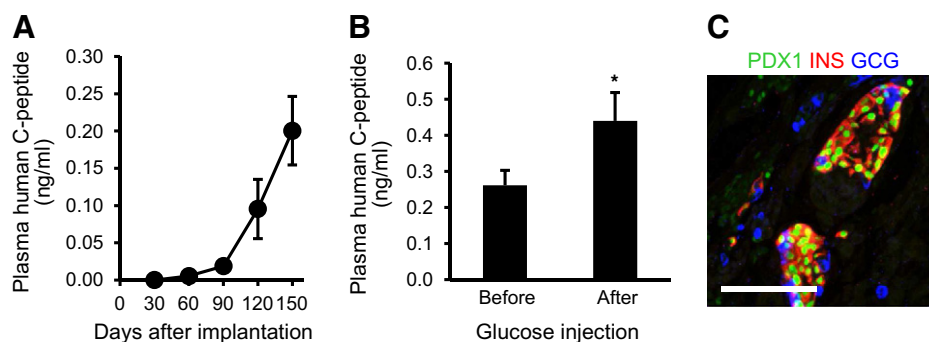 A
Plasma human C-peptide
(ng/ml)
0.30
0.25
0.20
0.15
0.10
0.05
0.00
0 30 60 90 120 150
Days after implantation
B
Plasma human C-peptide
(ng/ml)
0.6
0.5
0.4
0.3
0.2
0.1
0.0
*
Before After
Glucose injection
C
PDX1 INS GCG